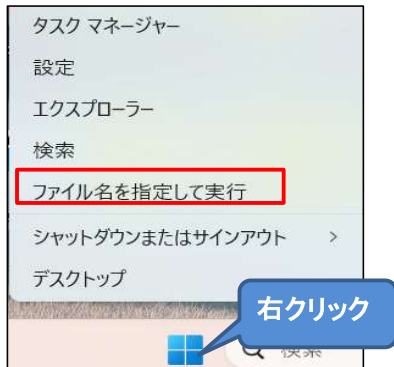 タスク マネージャー
設定
エクスプローラー
検索
ファイル名を指定して実行
シャットダウンまたはサインアウト >
デスクトップ
右クリック
検索